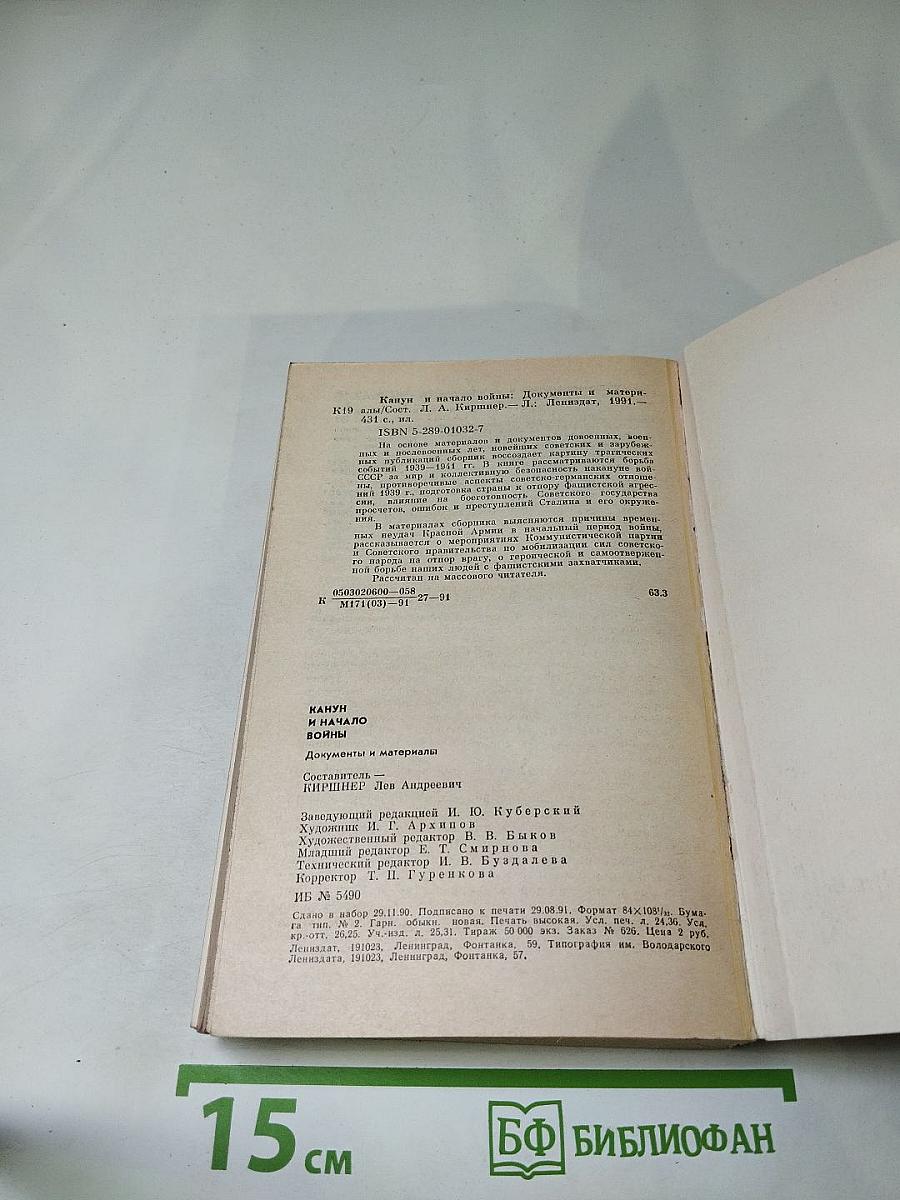 Канун и начало войны: Документы и матери-
К19 алы/Сост. Л. А. Киршнер.— Л.: Лениздат, 1991.—
431 с., ил.
ISBN 5-289-01032-7
На основе материалов и документов довоенных, воен-
ных и послевоенных лет, новейших советских и зарубеж-
ных публикаций сборник воссоздает картину трагических
событий 1939—1941 гг. В книге рассматриваются борьба
СССР за мир и коллективную безопасность накануне вой-
ны, противоречивые аспекты советско-германских отноше-
ний 1939 г., подготовка страны к отпору фашистской агрес-
сии, влияние на боеготовность Советского государства
просчетов, ошибок и преступлений Сталина и его окруже-
ния.
В материалах сборника выясняются причины времен-
ных неудач Красной Армии в начальный период войны,
рассказывается о мероприятиях Коммунистической партии
и Советского правительства по мобилизации сил советско-
го народа на отпор врагу, о героической и самоотвержен-
ной борьбе наших людей с фашистскими захватчиками.
Рассчитан на массового читателя.
К 0503020600—058 27—91 63.3
М171(03)—91
КАНУН
И НАЧАЛО
ВОЙНЫ
Документы и материалы
Составитель —
КИРШНЕР Лев Андреевич
Заведующий редакцией И. Ю. Куберский
Художник И. Г. Архипов
Художественный редактор В. В. Быков
Младший редактор Е. Т. Смирнова
Технический редактор И. В. Буздалева
Корректор Т. П. Гуренкова
ИБ № 5490
Сдано в набор 29.11.90. Подписано к печати 29.08.91. Формат 84×108¹/₃₂. Бума-
га тип. № 2. Гарн. обыкн. новая. Печать высокая. Усл. печ. л. 24,36. Усл.
кр.-отт. 26,25. Уч.-изд. л. 25,31. Тираж 50 000 экз. Заказ № 626. Цена 2 руб.
Лениздат, 191023, Ленинград, Фонтанка, 59. Типография им. Володарского
Лениздата, 191023, Ленинград, Фонтанка, 57.
15 см
БФ БИБЛИОФАН